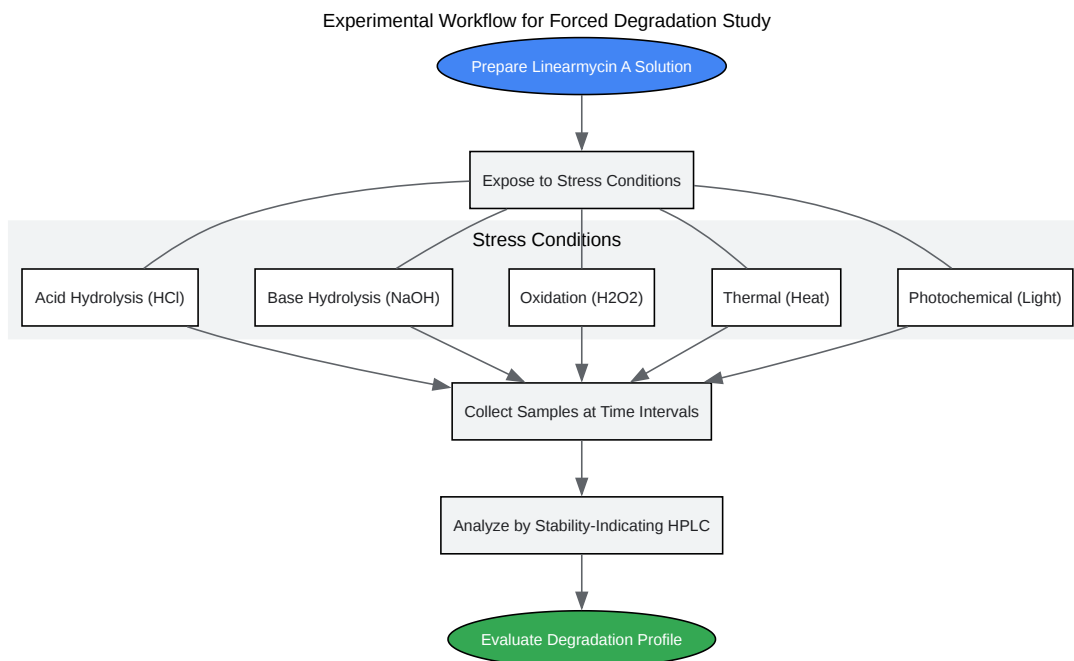 Experimental Workflow for Forced Degradation Study
Prepare Linearmycin A Solution
Expose to Stress Conditions
Stress Conditions
Acid Hydrolysis (HCl)
Base Hydrolysis (NaOH)
Oxidation (H2O2)
Thermal (Heat)
Photochemical (Light)
Collect Samples at Time Intervals
Analyze by Stability-Indicating HPLC
Evaluate Degradation Profile